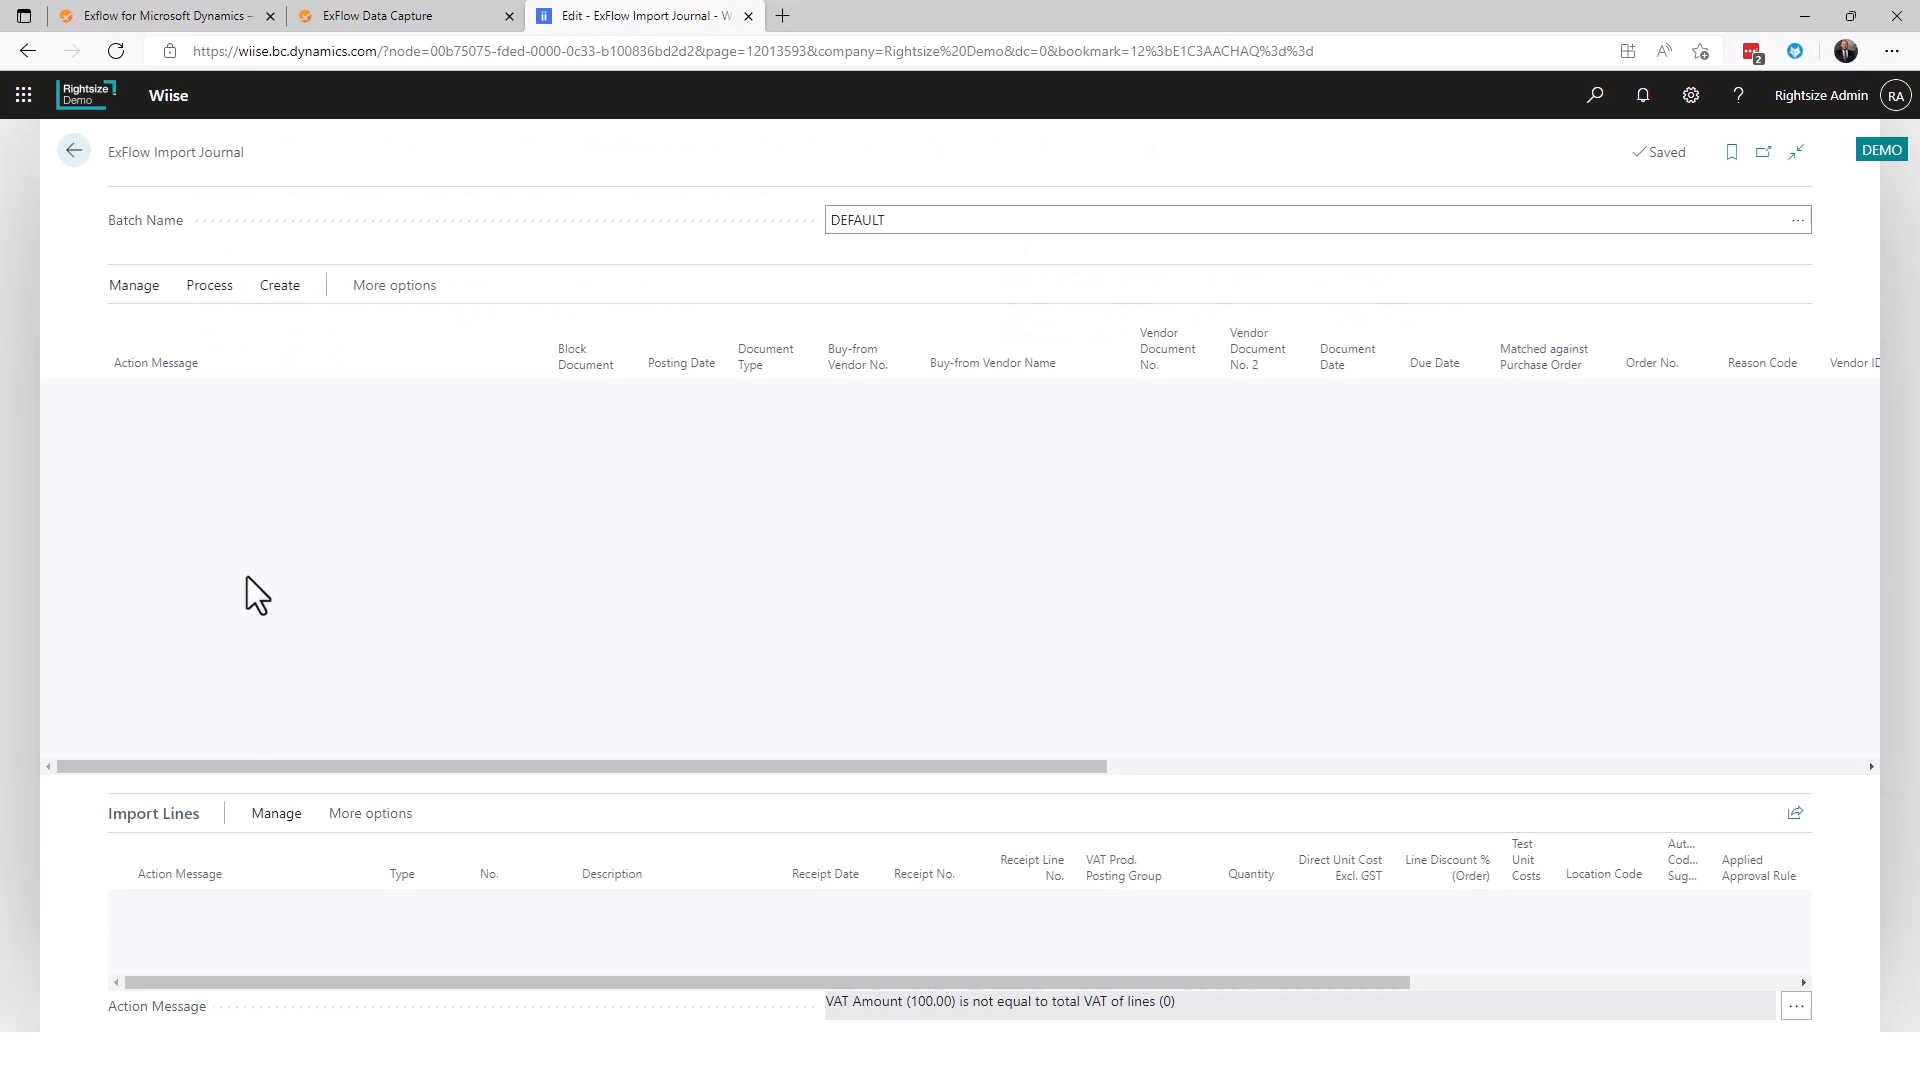 Exflow for Microsoft Dynamics –
ExFlow Data Capture
Edit - ExFlow Import Journal - W
https://wiise.bc.dynamics.com/?node=00b75075-fded-0000-0c33-b100836bd2d2&page=12013593&company=Rightsize%20Demo&dc=0&bookmark=12%3bE1C3AACHAQ%3d%3d
2
Rightsize
Demo
Wiise
?
Rightsize Admin
RA
ExFlow Import Journal
Saved
DEMO
Batch Name
DEFAULT
Manage Process Create More options
Action Message
Block
Document
Posting Date
Document
Type
Buy-from
Vendor No.
Buy-from Vendor Name
Vendor
Document
No.
Vendor
Document
No. 2
Document
Date
Due Date
Matched against
Purchase Order
Order No.
Reason Code
Vendor ID
Import Lines Manage More options
Action Message
Type
No.
Description
Receipt Date
Receipt No.
Receipt Line
No.
VAT Prod.
Posting Group
Quantity
Direct Unit Cost
Excl. GST
Line Discount %
(Order)
Test
Unit
Costs
Location Code
Aut...
Cod...
Sug...
Applied
Approval Rule
Action Message
VAT Amount (100.00) is not equal to total VAT of lines (0)